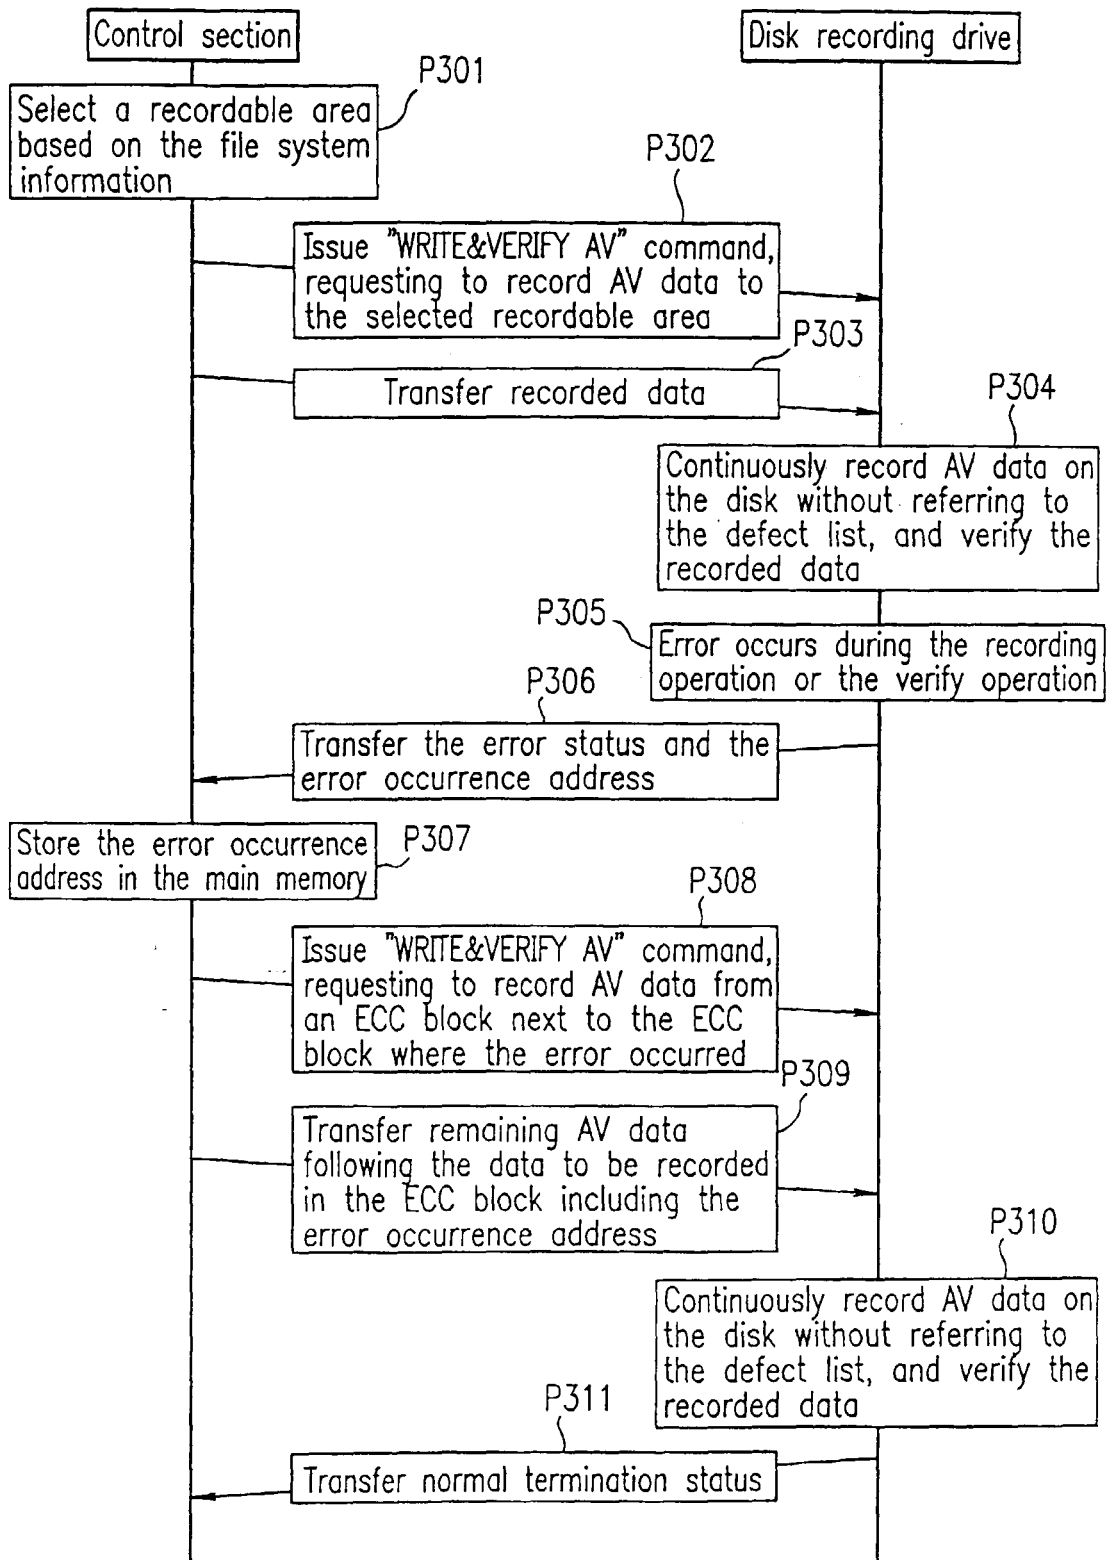 Control section
Disk recording drive
P301
Select a recordable area
based on the file system
information
P302
Issue "WRITE&VERIFY AV" command,
requesting to record AV data to
the selected recordable area
P303
Transfer recorded data
P304
Continuously record AV data on
the disk without referring to
the defect list, and verify the
recorded data
P305
Error occurs during the recording
operation or the verify operation
P306
Transfer the error status and the
error occurrence address
Store the error occurrence
address in the main memory
P307
P308
Issue "WRITE&VERIFY AV" command,
requesting to record AV data from
an ECC block next to the ECC
block where the error occurred
P309
Transfer remaining AV data
following the data to be recorded
in the ECC block including the
error occurrence address
P310
Continuously record AV data on
the disk without referring to
the defect list, and verify the
recorded data
P311
Transfer normal termination status